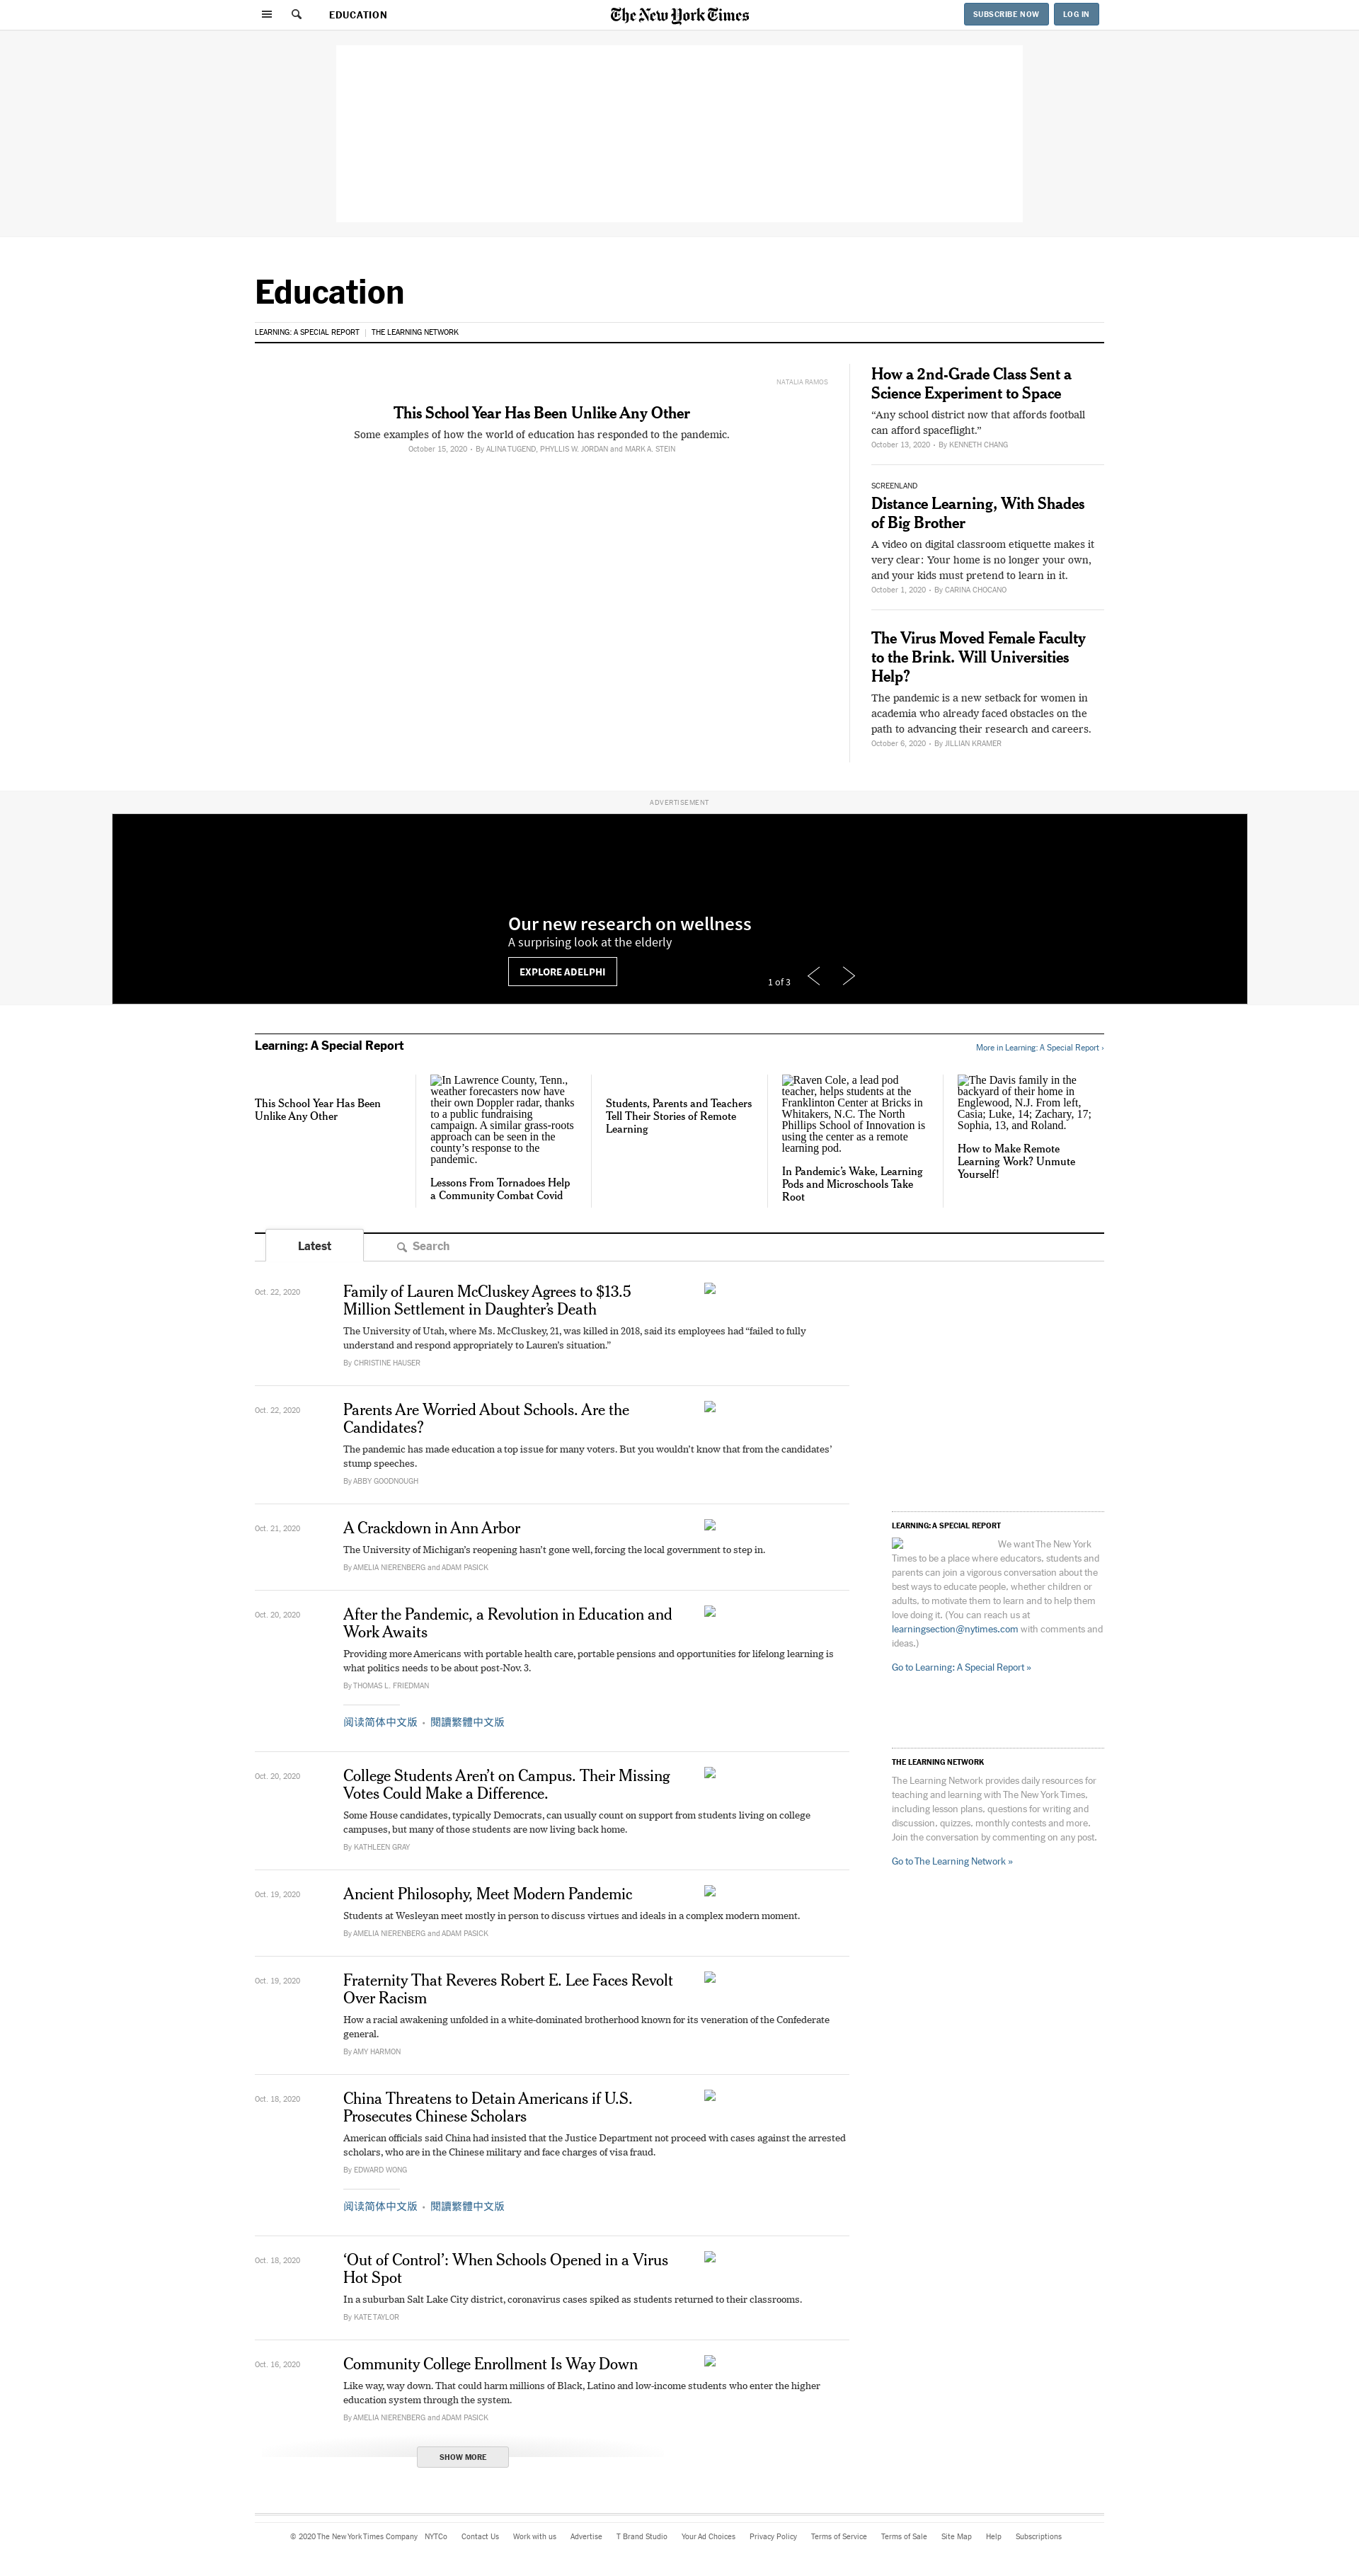 EDUCATION
The New York Times
SUBSCRIBE NOW
LOG IN
Education
LEARNING: A SPECIAL REPORT | THE LEARNING NETWORK
NATALIA RAMOS
This School Year Has Been Unlike Any Other
Some examples of how the world of education has responded to the pandemic.
October 15, 2020 • By ALINA TUGEND, PHYLLIS W. JORDAN and MARK A. STEIN
How a 2nd-Grade Class Sent a
Science Experiment to Space
“Any school district now that affords football
can afford spaceflight.”
October 13, 2020 • By KENNETH CHANG
SCREENLAND
Distance Learning, With Shades
of Big Brother
A video on digital classroom etiquette makes it
very clear: Your home is no longer your own,
and your kids must pretend to learn in it.
October 1, 2020 • By CARINA CHOCANO
The Virus Moved Female Faculty
to the Brink. Will Universities
Help?
The pandemic is a new setback for women in
academia who already faced obstacles on the
path to advancing their research and careers.
October 6, 2020 • By JILLIAN KRAMER
ADVERTISEMENT
Our new research on wellness
A surprising look at the elderly
EXPLORE ADELPHI
1 of 3
Learning: A Special Report
More in Learning: A Special Report ›
This School Year Has Been
Unlike Any Other
In Lawrence County, Tenn.,
weather forecasters now have
their own Doppler radar, thanks
to a public fundraising
campaign. A similar grass-roots
approach can be seen in the
county’s response to the
pandemic.
Lessons From Tornadoes Help
a Community Combat Covid
Students, Parents and Teachers
Tell Their Stories of Remote
Learning
Raven Cole, a lead pod
teacher, helps students at the
Franklinton Center at Bricks in
Whitakers, N.C. The North
Phillips School of Innovation is
using the center as a remote
learning pod.
In Pandemic’s Wake, Learning
Pods and Microschools Take
Root
The Davis family in the
backyard of their home in
Englewood, N.J. From left,
Casia; Luke, 14; Zachary, 17;
Sophia, 13, and Roland.
How to Make Remote
Learning Work? Unmute
Yourself!
Latest
Search
Oct. 22, 2020
Family of Lauren McCluskey Agrees to $13.5
Million Settlement in Daughter’s Death
The University of Utah, where Ms. McCluskey, 21, was killed in 2018, said its employees had “failed to fully
understand and respond appropriately to Lauren’s situation.”
By CHRISTINE HAUSER
Oct. 22, 2020
Parents Are Worried About Schools. Are the
Candidates?
The pandemic has made education a top issue for many voters. But you wouldn’t know that from the candidates’
stump speeches.
By ABBY GOODNOUGH
Oct. 21, 2020
A Crackdown in Ann Arbor
The University of Michigan’s reopening hasn’t gone well, forcing the local government to step in.
By AMELIA NIERENBERG and ADAM PASICK
Oct. 20, 2020
After the Pandemic, a Revolution in Education and
Work Awaits
Providing more Americans with portable health care, portable pensions and opportunities for lifelong learning is
what politics needs to be about post-Nov. 3.
By THOMAS L. FRIEDMAN
阅读简体中文版 • 閱讀繁體中文版
Oct. 20, 2020
College Students Aren’t on Campus. Their Missing
Votes Could Make a Difference.
Some House candidates, typically Democrats, can usually count on support from students living on college
campuses, but many of those students are now living back home.
By KATHLEEN GRAY
Oct. 19, 2020
Ancient Philosophy, Meet Modern Pandemic
Students at Wesleyan meet mostly in person to discuss virtues and ideals in a complex modern moment.
By AMELIA NIERENBERG and ADAM PASICK
Oct. 19, 2020
Fraternity That Reveres Robert E. Lee Faces Revolt
Over Racism
How a racial awakening unfolded in a white-dominated brotherhood known for its veneration of the Confederate
general.
By AMY HARMON
Oct. 18, 2020
China Threatens to Detain Americans if U.S.
Prosecutes Chinese Scholars
American officials said China had insisted that the Justice Department not proceed with cases against the arrested
scholars, who are in the Chinese military and face charges of visa fraud.
By EDWARD WONG
阅读简体中文版 • 閱讀繁體中文版
Oct. 18, 2020
‘Out of Control’: When Schools Opened in a Virus
Hot Spot
In a suburban Salt Lake City district, coronavirus cases spiked as students returned to their classrooms.
By KATE TAYLOR
Oct. 16, 2020
Community College Enrollment Is Way Down
Like way, way down. That could harm millions of Black, Latino and low-income students who enter the higher
education system through the system.
By AMELIA NIERENBERG and ADAM PASICK
SHOW MORE
LEARNING: A SPECIAL REPORT
We want The New York
Times to be a place where educators, students and
parents can join a vigorous conversation about the
best ways to educate people, whether children or
adults, to motivate them to learn and to help them
love doing it. (You can reach us at
learningsection@nytimes.com with comments and
ideas.)
Go to Learning: A Special Report »
THE LEARNING NETWORK
The Learning Network provides daily resources for
teaching and learning with The New York Times,
including lesson plans, questions for writing and
discussion, quizzes, monthly contests and more.
Join the conversation by commenting on any post.
Go to The Learning Network »
© 2020 The New York Times Company NYTCo Contact Us Work with us Advertise T Brand Studio Your Ad Choices Privacy Policy Terms of Service Terms of Sale Site Map Help Subscriptions